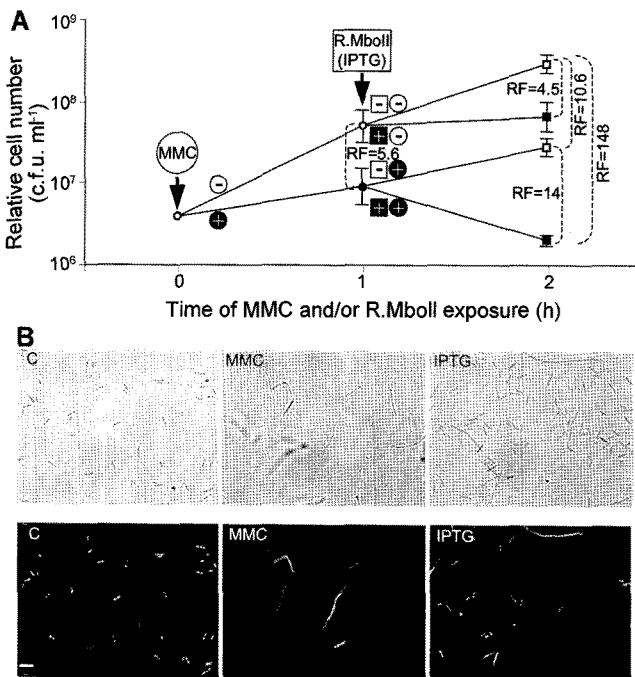 A
Relative cell number
(c.f.u. ml-1)
10⁹
10⁸
10⁷
10⁶
MMC
R.MboII
(IPTG)
RF=5.6
RF=4.5
RF=10.6
RF=148
RF=14
- -
+ -
- +
+ +
-
+
0
1
2
Time of MMC and/or R.MboII exposure (h)
B
C
MMC
IPTG
C
MMC
IPTG